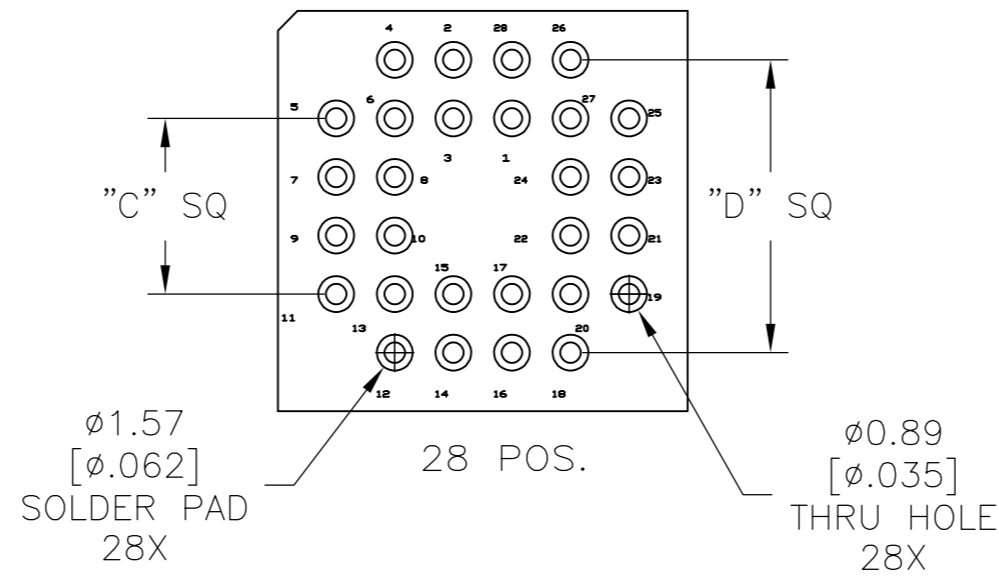 4 2 28 26
5 6 27 25
3 1
7 8 24 23
"C" SQ "D" SQ
9 10 22 21
15 17
11 13 20 19
12 14 16 18
28 POS.
ø1.57
[ø.062]
SOLDER PAD
28X
ø0.89
[ø.035]
THRU HOLE
28X